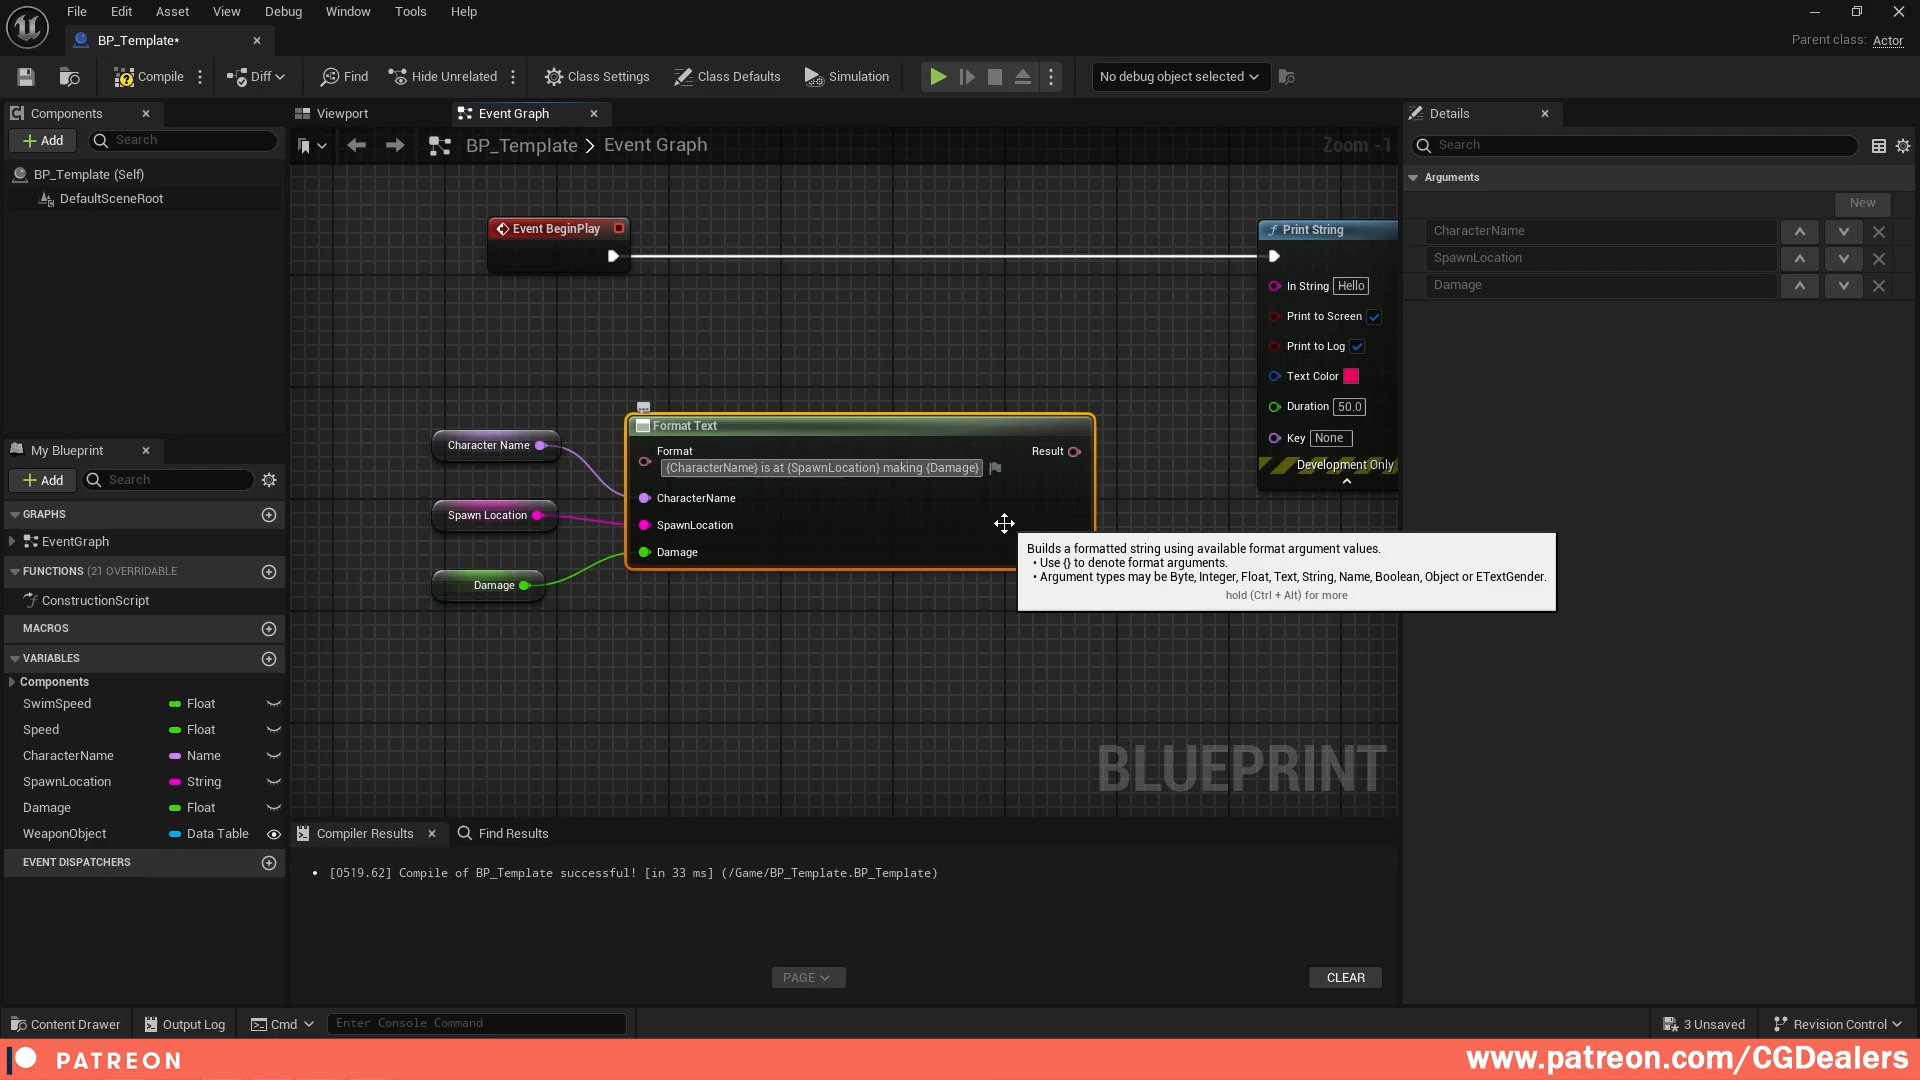 File Edit Asset View Debug Window Tools Help
BP_Template*
Parent class: Actor
Compile Diff Find Hide Unrelated Class Settings Class Defaults Simulation No debug object selected
Components
Viewport
Event Graph
Details
Add
Search
BP_Template > Event Graph
Zoom -1
Search
BP_Template (Self)
DefaultSceneRoot
Arguments
New
CharacterName
SpawnLocation
Damage
Event BeginPlay
Print String
In String Hello
Print to Screen
Print to Log
Text Color
Duration 50.0
Key None
Development Only
Character Name
Spawn Location
Damage
Format Text
Format
{CharacterName} is at {SpawnLocation} making {Damage}
Result
CharacterName
SpawnLocation
Damage
Builds a formatted string using available format argument values.
• Use {} to denote format arguments.
• Argument types may be Byte, Integer, Float, Text, String, Name, Boolean, Object or ETextGender.
hold (Ctrl + Alt) for more
My Blueprint
Add
Search
GRAPHS
EventGraph
FUNCTIONS (21 OVERRIDABLE
ConstructionScript
MACROS
VARIABLES
Components
SwimSpeed Float
Speed Float
CharacterName Name
SpawnLocation String
Damage Float
WeaponObject Data Table
EVENT DISPATCHERS
BLUEPRINT
Compiler Results
Find Results
• [0519.62] Compile of BP_Template successful! [in 33 ms] (/Game/BP_Template.BP_Template)
PAGE
CLEAR
Content Drawer Output Log Cmd Enter Console Command 3 Unsaved Revision Control
PATREON
www.patreon.com/CGDealers